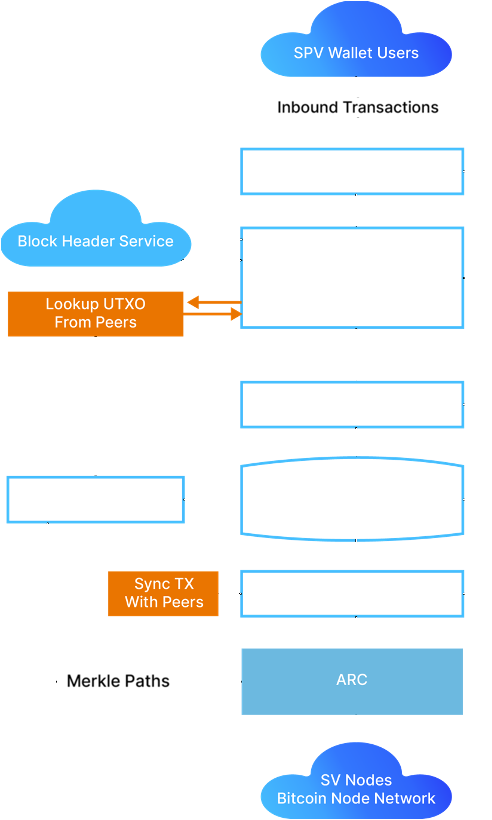 SPV Wallet Users
Inbound Transactions
Block Header Service
Lookup UTXO
From Peers
Sync TX
With Peers
Merkle Paths
ARC
SV Nodes
Bitcoin Node Network